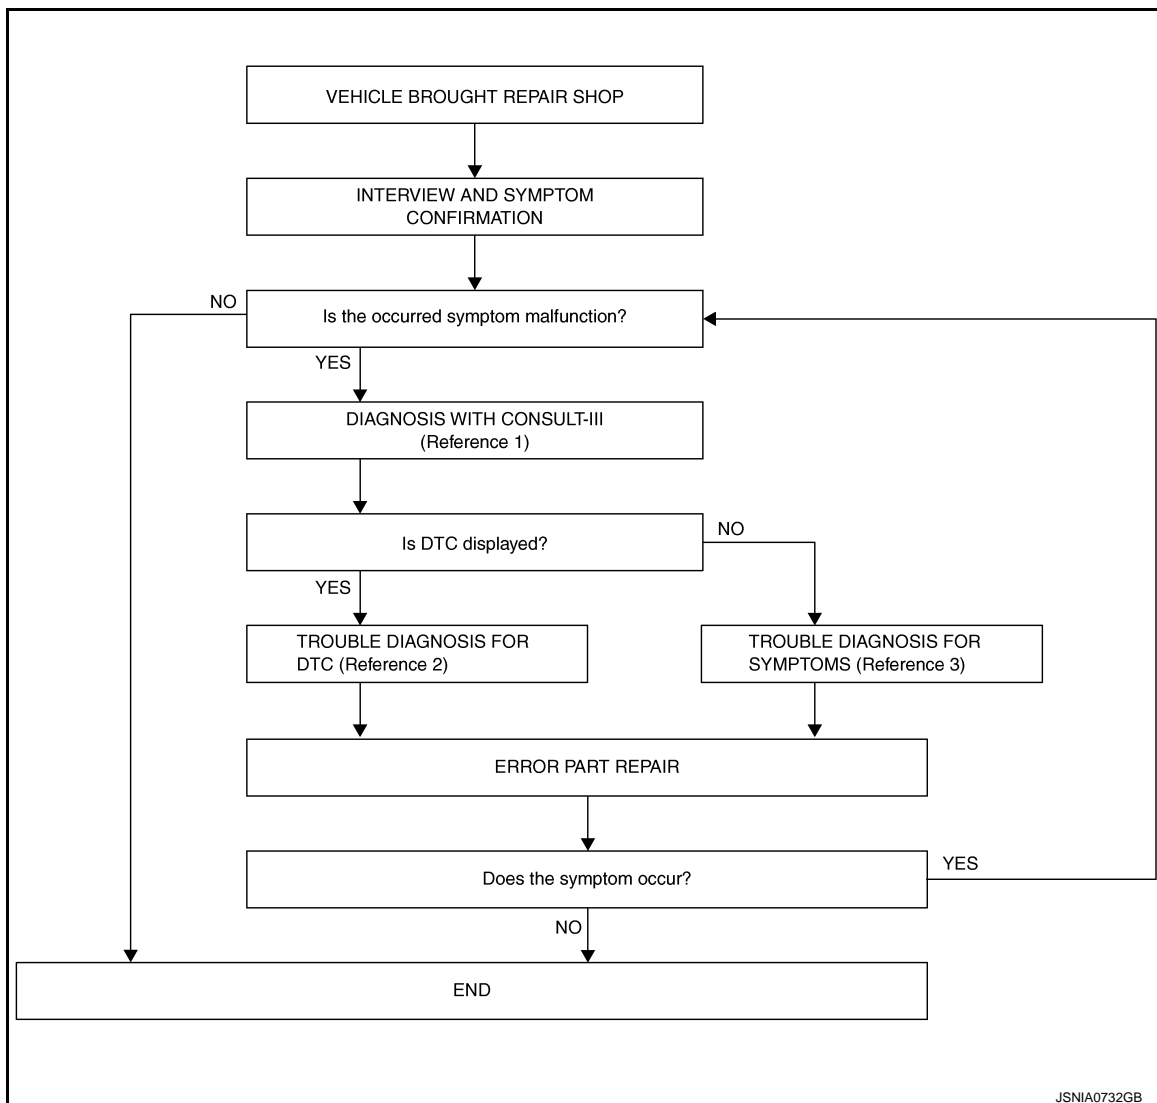 VEHICLE BROUGHT REPAIR SHOP
INTERVIEW AND SYMPTOM
CONFIRMATION
NO
Is the occurred symptom malfunction?
YES
DIAGNOSIS WITH CONSULT-III
(Reference 1)
Is DTC displayed?
NO
YES
TROUBLE DIAGNOSIS FOR
DTC (Reference 2)
TROUBLE DIAGNOSIS FOR
SYMPTOMS (Reference 3)
ERROR PART REPAIR
Does the symptom occur?
YES
NO
END
JSNIA0732GB